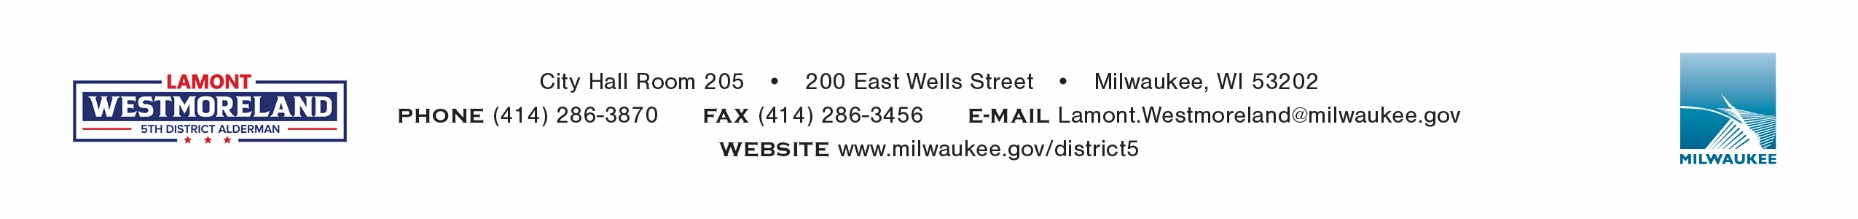 LAMONT
WESTMORELAND
5TH DISTRICT ALDERMAN
City Hall Room 205 • 200 East Wells Street • Milwaukee, WI 53202
PHONE (414) 286-3870 FAX (414) 286-3456 E-MAIL Lamont.Westmoreland@milwaukee.gov
WEBSITE www.milwaukee.gov/district5
MILWAUKEE